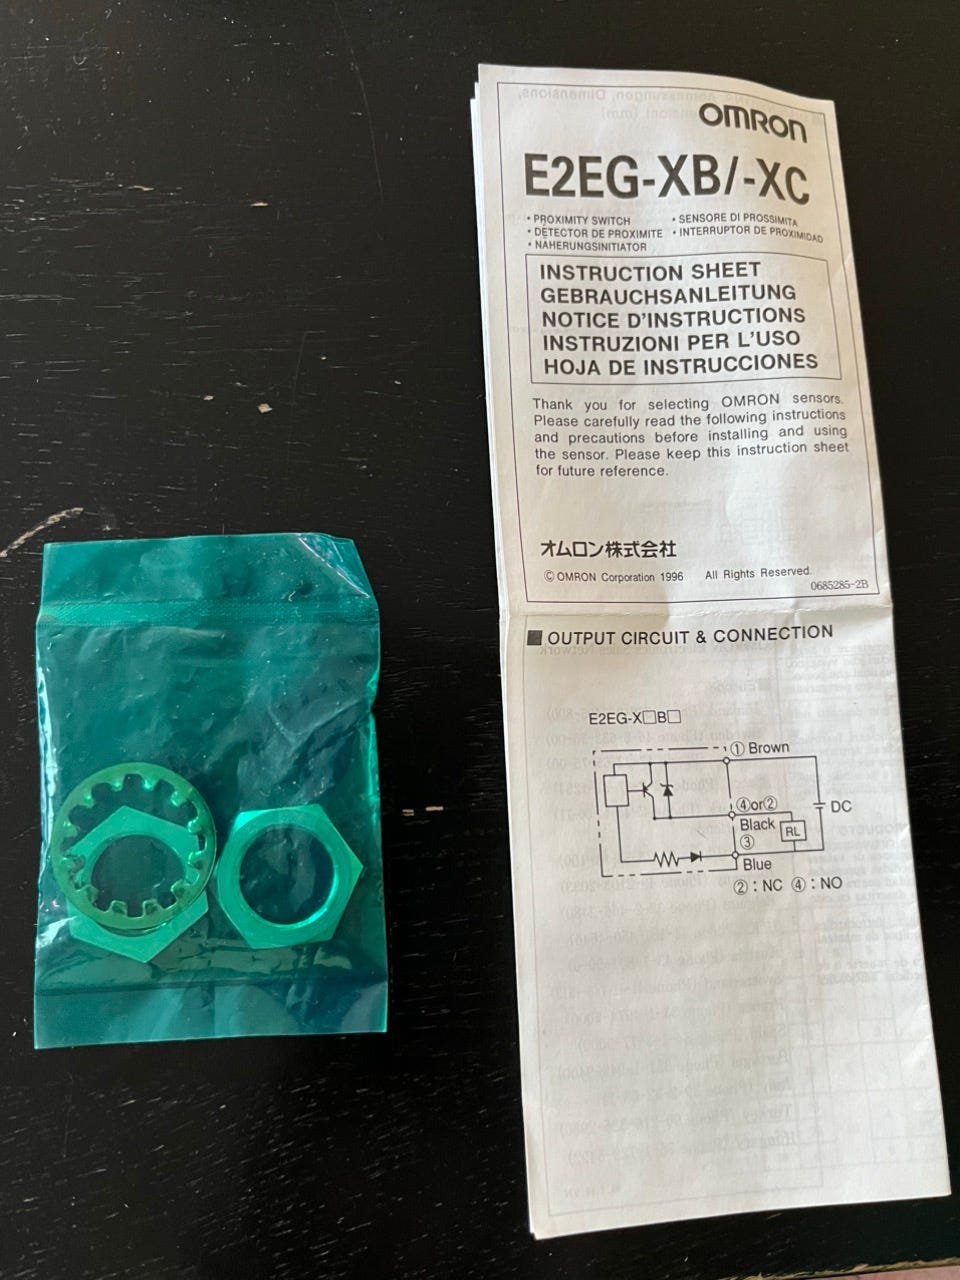 OMRON
E2EG-XB/-XC
• PROXIMITY SWITCH • SENSORE DI PROSSIMITA
• DETECTOR DE PROXIMITE • INTERRUPTOR DE PROXIMIDAD
• NAHERUNGSINITIATOR
INSTRUCTION SHEET
GEBRAUCHSANLEITUNG
NOTICE D'INSTRUCTIONS
INSTRUZIONI PER L'USO
HOJA DE INSTRUCCIONES
Thank you for selecting OMRON sensors.
Please carefully read the following instructions
and precautions before installing and using
the sensor. Please keep this instruction sheet
for future reference.
オムロン株式会社
© OMRON Corporation 1996 All Rights Reserved.
0685285-2B
■ OUTPUT CIRCUIT & CONNECTION
E2EG-X□B□
① Brown
④or②
Black
RL
DC
③
Blue
②：NC ④：NO